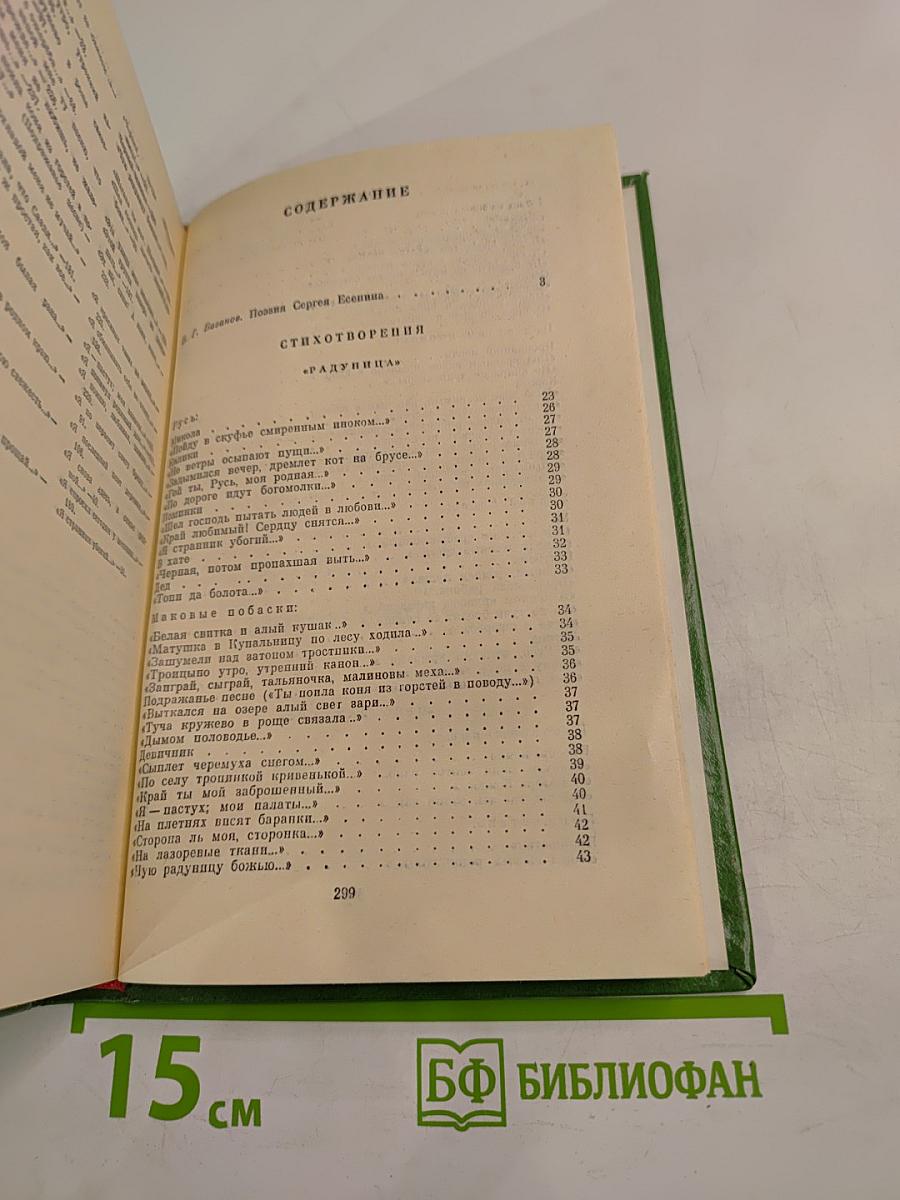 СОДЕРЖАНИЕ
В. Г. Базанов. Поэзия Сергея Есенина . . . . . . . . 3
СТИХОТВОРЕНИЯ
«РАДУНИЦА»
Русь:
Микола . . . . . . . . . . . . . . . . 23
«Пойду в скуфье смиренным иноком...» . . . . . . . . 26
Калики . . . . . . . . . . . . . . . . 27
«Не ветры осыпают пущи...» . . . . . . . . . . 27
«Задымился вечер, дремлет кот на брусе...» . . . . . . 28
«Гой ты, Русь, моя родная...» . . . . . . . . . . 28
«По дороге идут богомолки...» . . . . . . . . . . 29
Поминки . . . . . . . . . . . . . . . . 29
«Шел господь пытать людей в любови...» . . . . . . . 30
«Край любимый! Сердцу снятся...» . . . . . . . . . 30
«Я странник убогий...» . . . . . . . . . . . . 31
В хате . . . . . . . . . . . . . . . . 31
«Черная, потом пропахшая выть...» . . . . . . . . 32
Дед . . . . . . . . . . . . . . . . . 33
«Топи да болота...» . . . . . . . . . . . . . 33
Маковые побаски:
«Белая свитка и алый кушак...» . . . . . . . . . 34
«Матушка в Купальницу по лесу ходила...» . . . . . . 34
«Зашумели над затоном тростники...» . . . . . . . . 35
«Троицыно утро, утренний канон...» . . . . . . . . 35
«Заиграй, сыграй, тальяночка, малиновы меха...» . . . . 36
Подражанье песне («Ты поила коня из горстей в поводу...») 36
«Выткался на озере алый свет зари...» . . . . . . . 37
«Туча кружево в роще связала...» . . . . . . . . . 37
«Дымом половодье...» . . . . . . . . . . . . 37
Девичник . . . . . . . . . . . . . . . . 38
«Сыплет черемуха снегом...» . . . . . . . . . . 38
«По селу тропинкой кривенькой...» . . . . . . . . 39
«Край ты мой заброшенный...» . . . . . . . . . . 40
«Я — пастух; мои палаты...» . . . . . . . . . . 40
«На плетнях висят баранки...» . . . . . . . . . . 41
«Сторона ль моя, сторонка...» . . . . . . . . . . 42
«На лазоревые ткани...» . . . . . . . . . . . . 42
«Чую радуницу божью...» . . . . . . . . . . . 43
299
15 см
БФ БИБЛИОФАН